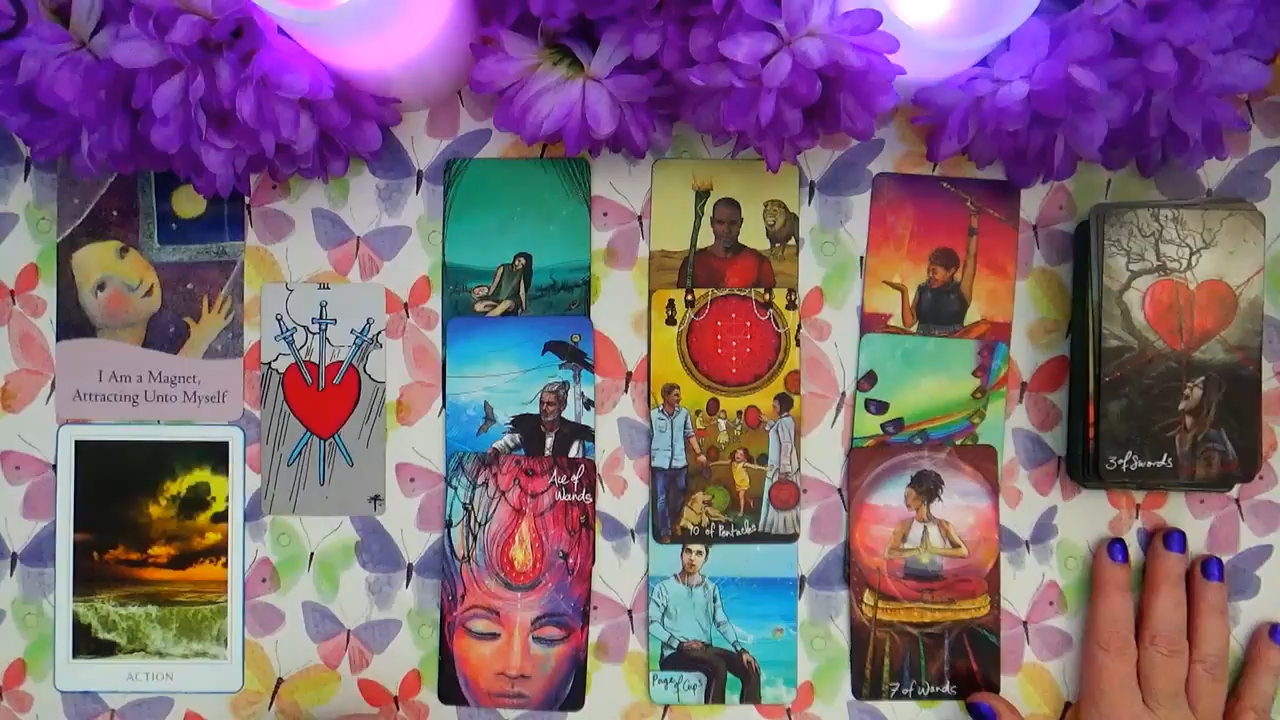 I Am a Magnet,
Attracting Unto Myself
ACTION
III
Ace of
Wands
10 of Pentacles
Page of Cups
7 of Wands
3 of Swords